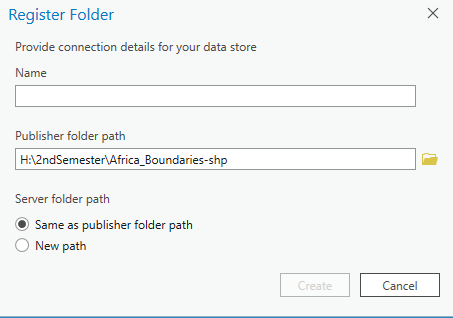 Register Folder
Provide connection details for your data store
Name
Publisher folder path
H:\2ndSemester\Africa_Boundaries-shp
Server folder path
Same as publisher folder path
New path
Create Cancel